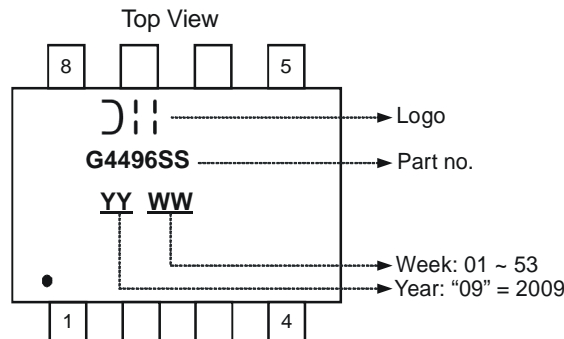 Top View
8 5
Logo
G4496SS Part no.
YY WW
Week: 01 ~ 53
Year: “09” = 2009
1 4